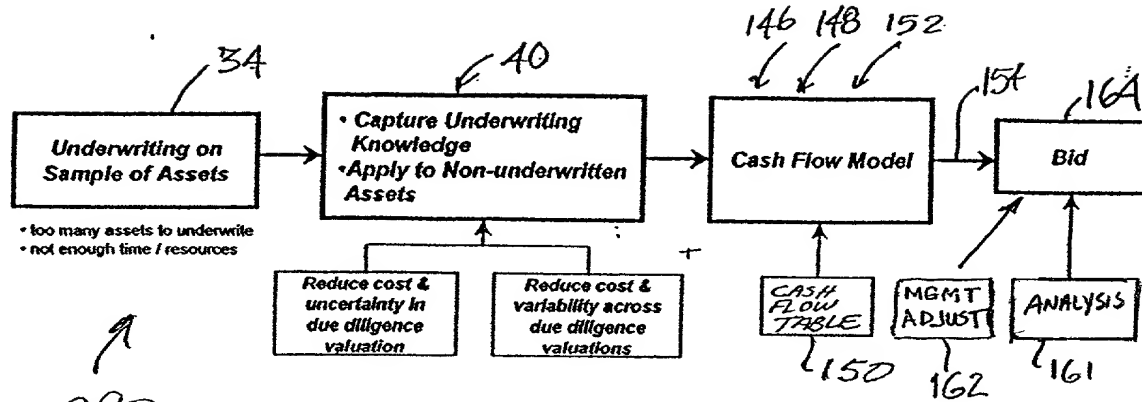 34
40
146 148 152
154
164
Underwriting on
Sample of Assets
• too many assets to underwrite
• not enough time / resources
• Capture Underwriting
Knowledge
•Apply to Non-underwritten
Assets
Reduce cost &
uncertainty in
due diligence
valuation
Reduce cost &
variability across
due diligence
valuations
Cash Flow Model
CASH
FLOW
TABLE
150
Bid
MGMT
ADJUST
162
ANALYSIS
161